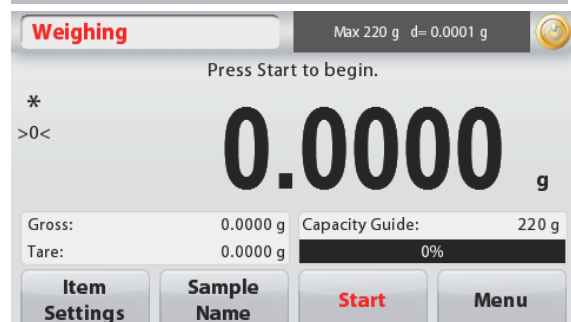 Weighing
Max 220 g d= 0.0001 g
Press Start to begin.
*
>0<
0.0000 g
Gross: 0.0000 g
Tare: 0.0000 g
Capacity Guide: 220 g
0%
Item Settings
Sample Name
Start
Menu